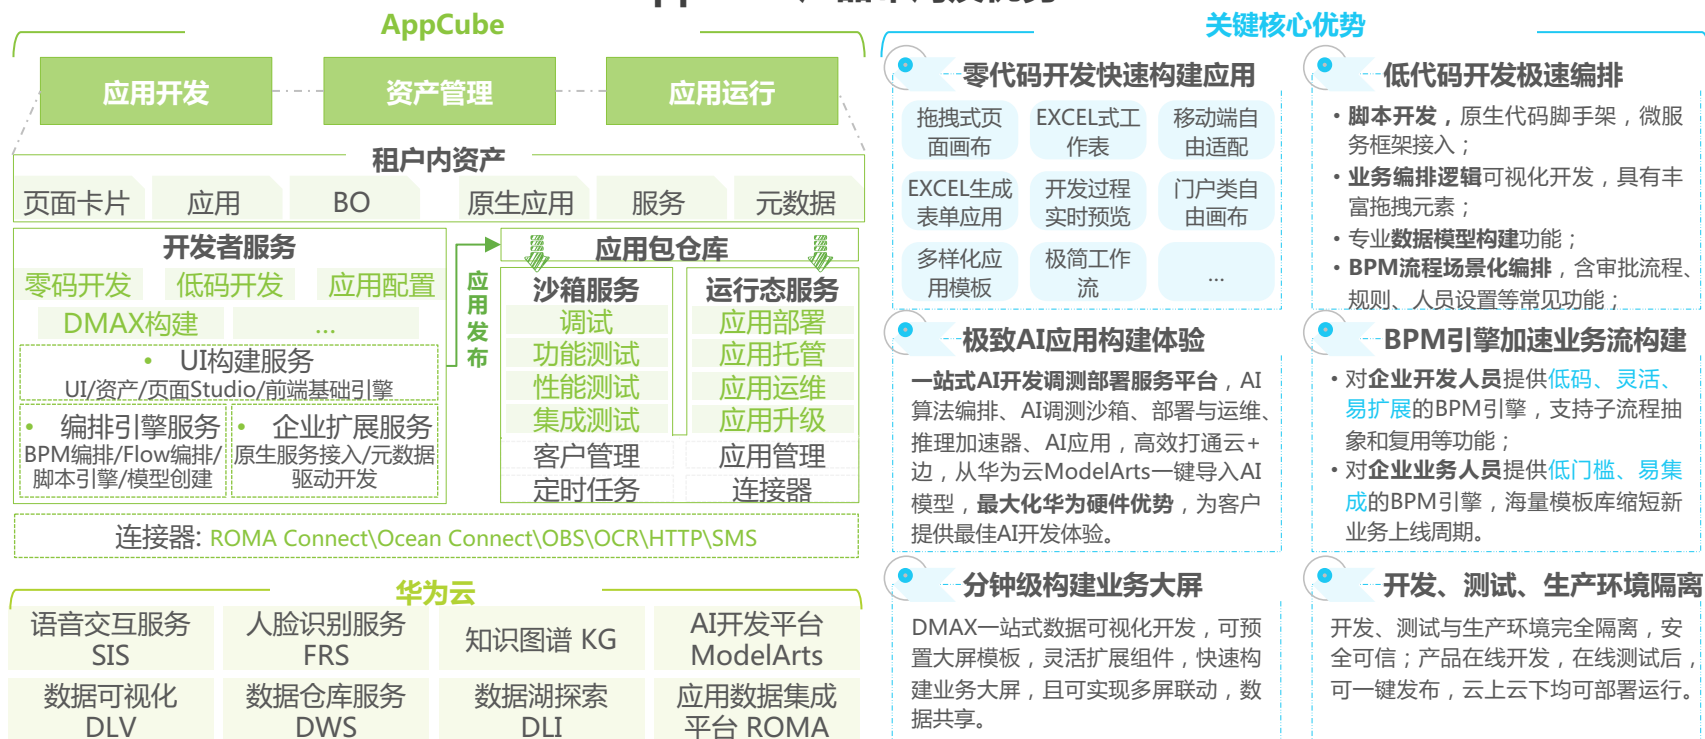 AppCube
应用开发
资产管理
应用运行
租户内资产
页面卡片
应用
BO
原生应用
服务
元数据
开发者服务
零码开发
低码开发
应用配置
DMAX构建
...
• UI构建服务
UI/资产/页面Studio/前端基础引擎
• 编排引擎服务
BPM编排/Flow编排/
脚本引擎/模型创建
• 企业扩展服务
原生服务接入/元数据
驱动开发
应用发布
应用包仓库
沙箱服务
调试
功能测试
性能测试
集成测试
客户管理
定时任务
运行态服务
应用部署
应用托管
应用运维
应用升级
应用管理
连接器
连接器: ROMA Connect\Ocean Connect\OBS\OCR\HTTP\SMS
华为云
语音交互服务
SIS
人脸识别服务
FRS
知识图谱 KG
AI开发平台
ModelArts
数据可视化
DLV
数据仓库服务
DWS
数据湖探索
DLI
应用数据集成
平台 ROMA
关键核心优势
零代码开发快速构建应用
拖拽式页
面画布
EXCEL式工
作表
移动端自
由适配
EXCEL生成
表单应用
开发过程
实时预览
门户类自
由画布
多样化应
用模板
极简工作
流
...
低代码开发极速编排
• 脚本开发，原生代码脚手架，微服
务框架接入；
• 业务编排逻辑可视化开发，具有丰
富拖拽元素；
• 专业数据模型构建功能；
• BPM流程场景化编排，含审批流程、
规则、人员设置等常见功能；
极致AI应用构建体验
一站式AI开发调测部署服务平台，AI
算法编排、AI调测沙箱、部署与运维、
推理加速器、AI应用，高效打通云+
边，从华为云ModelArts一键导入AI
模型，最大化华为硬件优势，为客户
提供最佳AI开发体验。
BPM引擎加速业务流构建
• 对企业开发人员提供低码、灵活、
易扩展的BPM引擎，支持子流程抽
象和复用等功能；
• 对企业业务人员提供低门槛、易集
成的BPM引擎，海量模板库缩短新
业务上线周期。
分钟级构建业务大屏
DMAX一站式数据可视化开发，可预
置大屏模板，灵活扩展组件，快速构
建业务大屏，且可实现多屏联动，数
据共享。
开发、测试、生产环境隔离
开发、测试与生产环境完全隔离，安
全可信；产品在线开发，在线测试后，
可一键发布，云上云下均可部署运行。